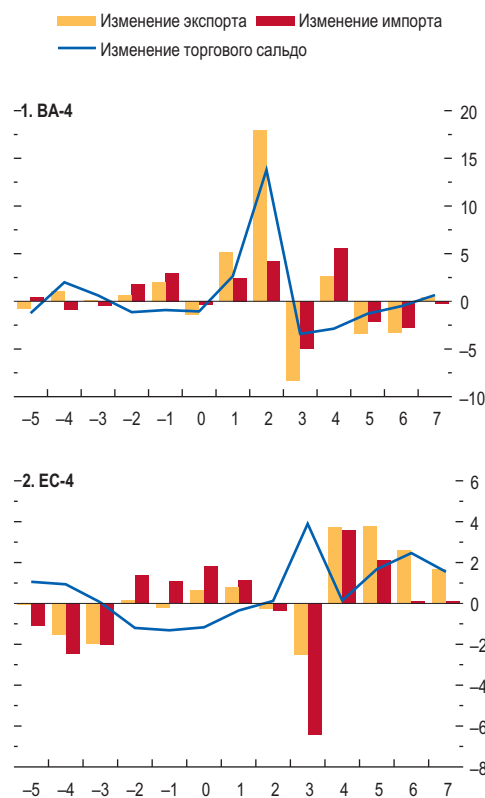 Изменение экспорта Изменение импорта
Изменение торгового сальдо
1. ВА-4
20
15
10
5
0
–5
–10
–5 –4 –3 –2 –1 0 1 2 3 4 5 6 7
2. ЕС-4
6
4
2
0
–2
–4
–6
–8
–5 –4 –3 –2 –1 0 1 2 3 4 5 6 7